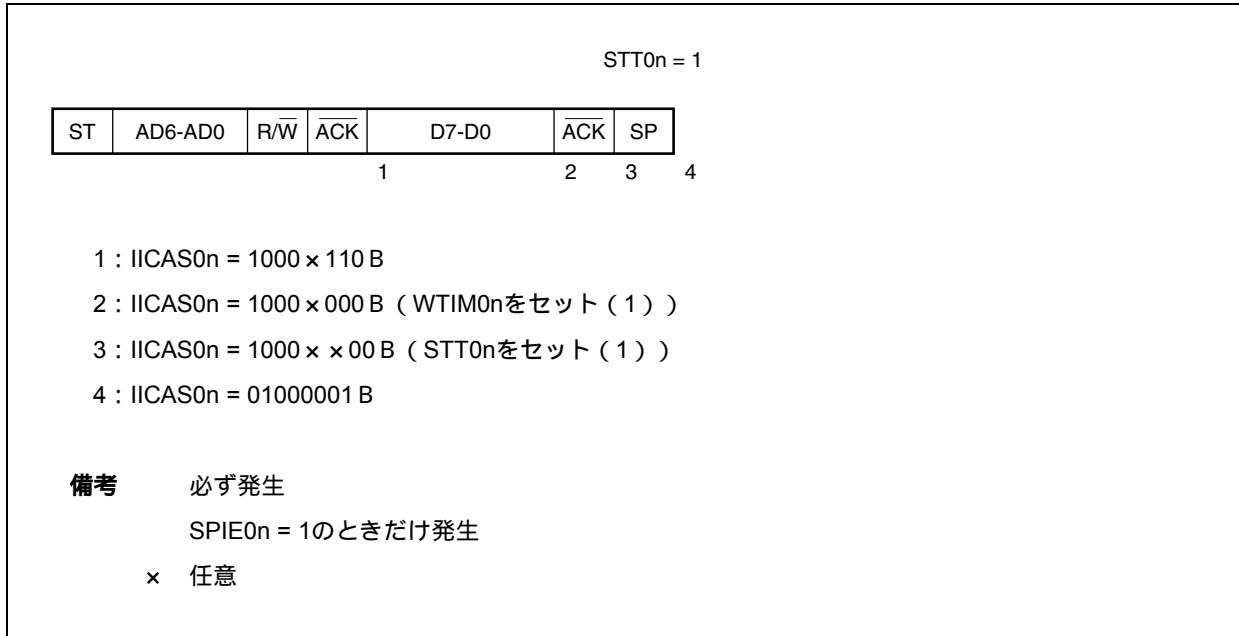 STT0n = 1
ST AD6-AD0 R/W̅ A̅C̅K̅ D7-D0 A̅C̅K̅ SP
1 2 3 4
1：IICAS0n = 1000×110 B
2：IICAS0n = 1000×000 B（WTIM0nをセット（1））
3：IICAS0n = 1000××00 B（STT0nをセット（1））
4：IICAS0n = 01000001 B
備考 必ず発生
SPIE0n = 1のときだけ発生
× 任意